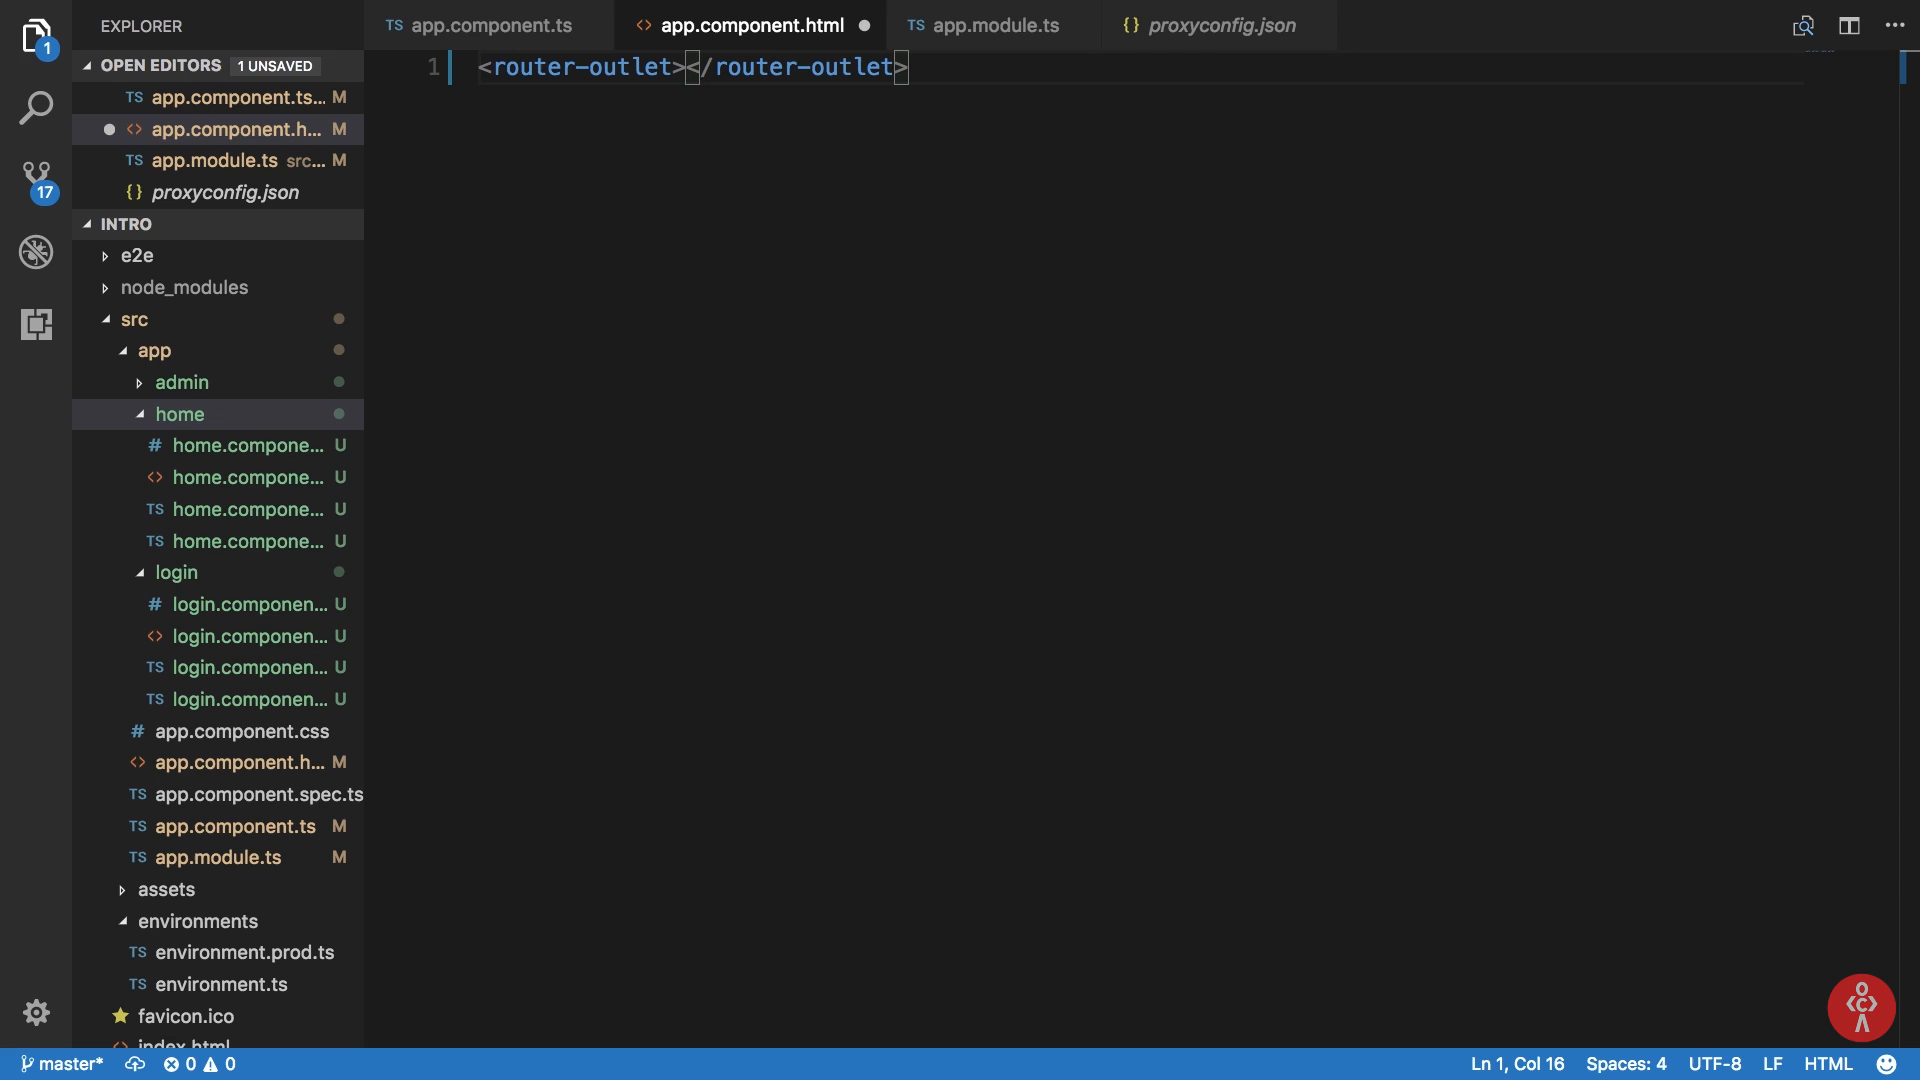 EXPLORER
TS app.component.ts
<> app.component.html
TS app.module.ts
{} proxyconfig.json
1
OPEN EDITORS 1 UNSAVED
TS app.component.ts... M
<> app.component.h... M
TS app.module.ts src... M
{} proxyconfig.json
1 <router-outlet></router-outlet>
17
INTRO
e2e
node_modules
src
app
admin
home
# home.compone... U
<> home.compone... U
TS home.compone... U
TS home.compone... U
login
# login.componen... U
<> login.componen... U
TS login.componen... U
TS login.componen... U
# app.component.css
<> app.component.h... M
TS app.component.spec.ts
TS app.component.ts M
TS app.module.ts M
assets
environments
TS environment.prod.ts
TS environment.ts
favicon.ico
<> index.html
master* 0 0
Ln 1, Col 16 Spaces: 4 UTF-8 LF HTML